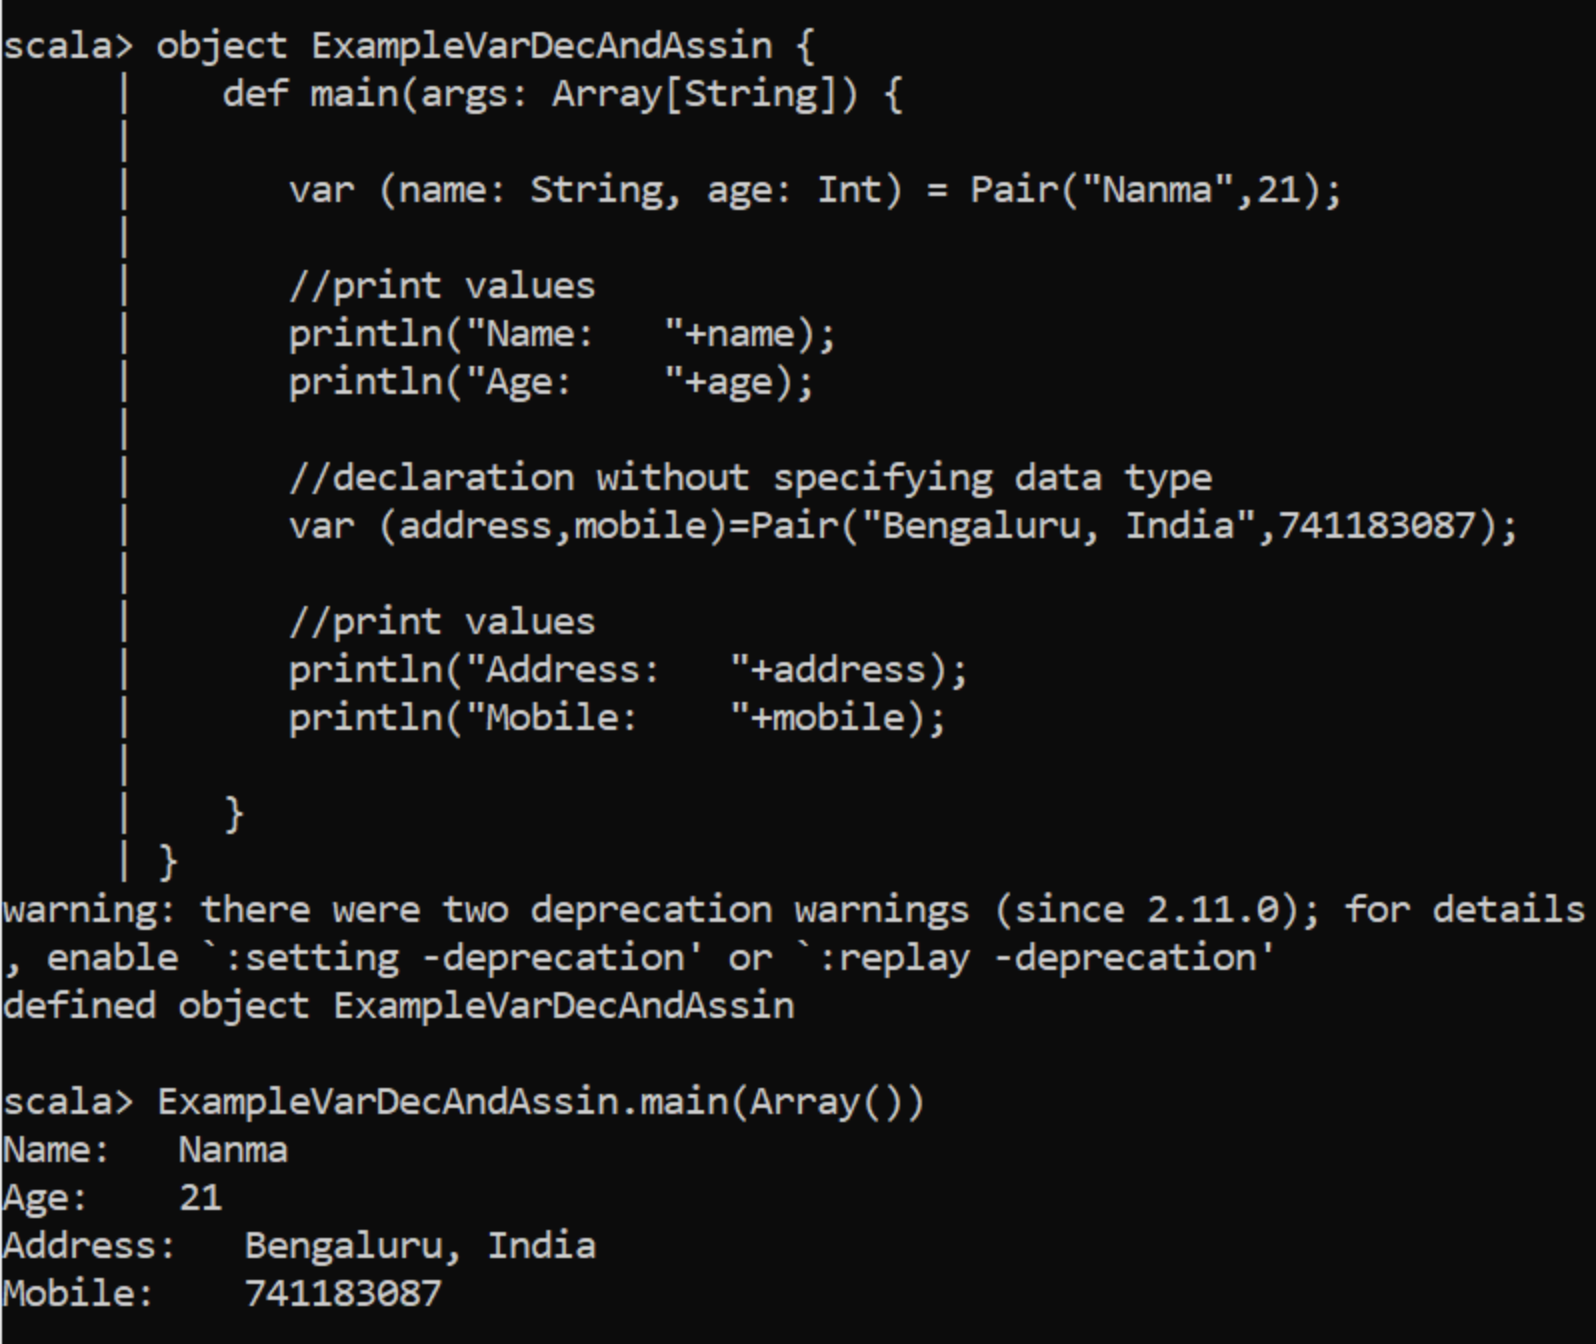 scala> object ExampleVarDecAndAssin {
     |    def main(args: Array[String]) {
     |
     |       var (name: String, age: Int) = Pair("Nanma",21);
     |
     |       //print values
     |       println("Name:   "+name);
     |       println("Age:    "+age);
     |
     |       //declaration without specifying data type
     |       var (address,mobile)=Pair("Bengaluru, India",741183087);
     |
     |       //print values
     |       println("Address:   "+address);
     |       println("Mobile:    "+mobile);
     |
     |    }
     | }
warning: there were two deprecation warnings (since 2.11.0); for details
, enable `:setting -deprecation' or `:replay -deprecation'
defined object ExampleVarDecAndAssin

scala> ExampleVarDecAndAssin.main(Array())
Name:   Nanma
Age:    21
Address:   Bengaluru, India
Mobile:    741183087